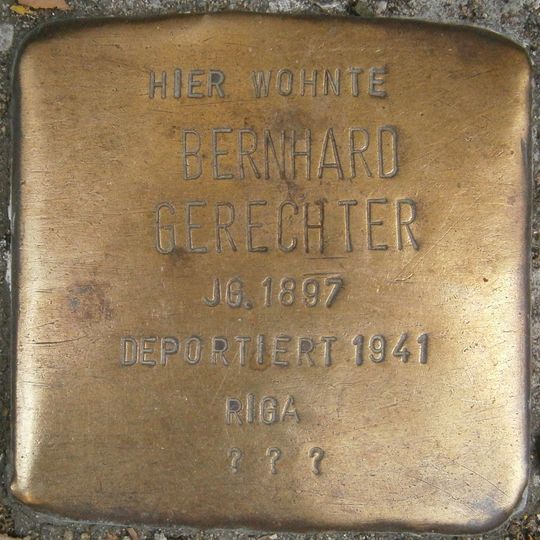 HIER WOHNTE
BERNHARD
GERECHTER
JG. 1897
DEPORTIERT 1941
RIGA
? ? ?